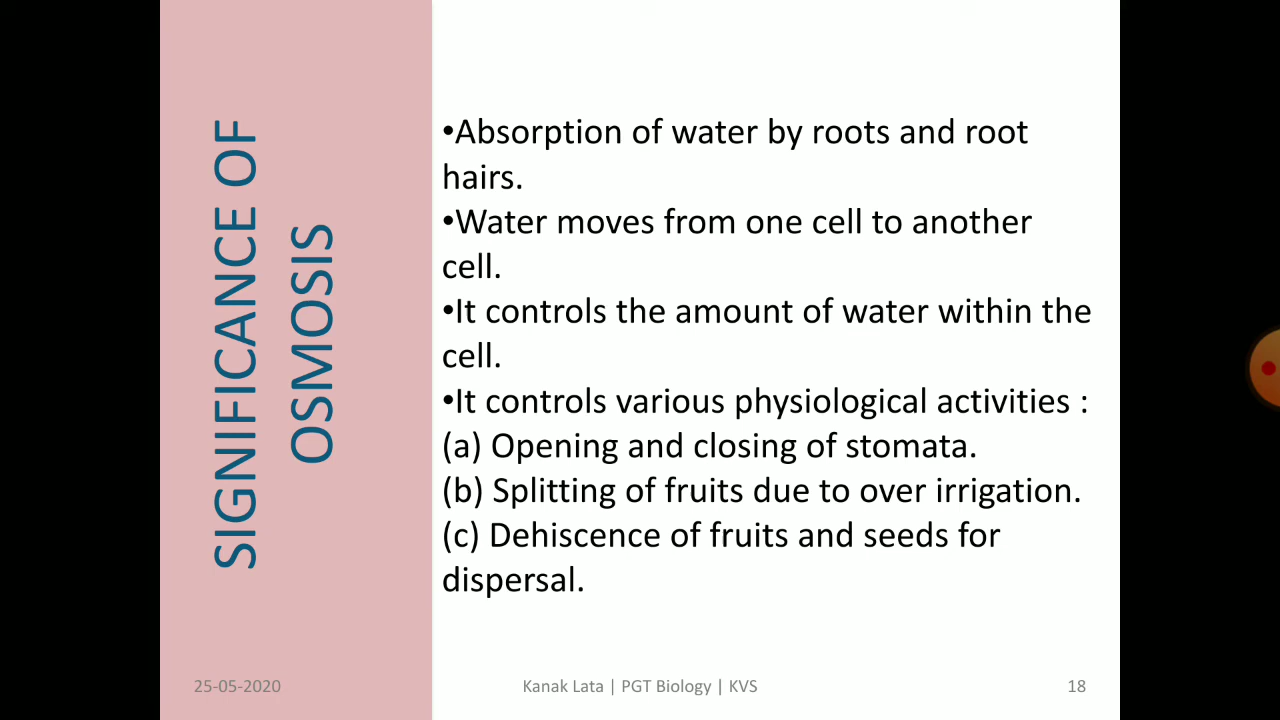 SIGNIFICANCE OF
OSMOSIS
•Absorption of water by roots and root
hairs.
•Water moves from one cell to another
cell.
•It controls the amount of water within the
cell.
•It controls various physiological activities :
(a) Opening and closing of stomata.
(b) Splitting of fruits due to over irrigation.
(c) Dehiscence of fruits and seeds for
dispersal.
25-05-2020
Kanak Lata | PGT Biology | KVS
18